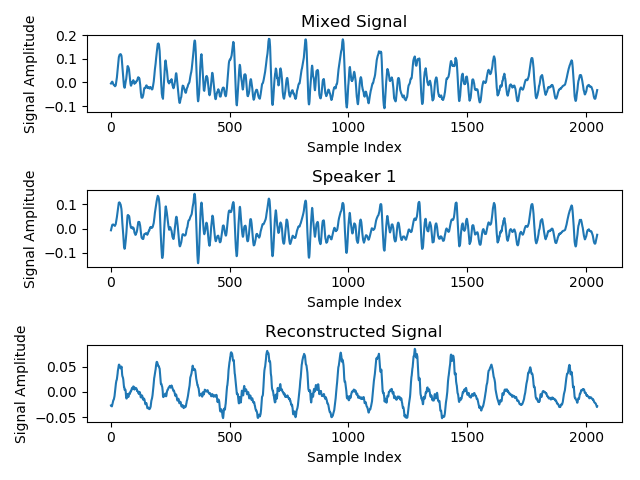 Mixed Signal
Signal Amplitude
0.2
0.1
0.0
−0.1
0
500
1000
1500
2000
Sample Index
Speaker 1
Signal Amplitude
0.1
0.0
−0.1
0
500
1000
1500
2000
Sample Index
Reconstructed Signal
Signal Amplitude
0.05
0.00
−0.05
0
500
1000
1500
2000
Sample Index